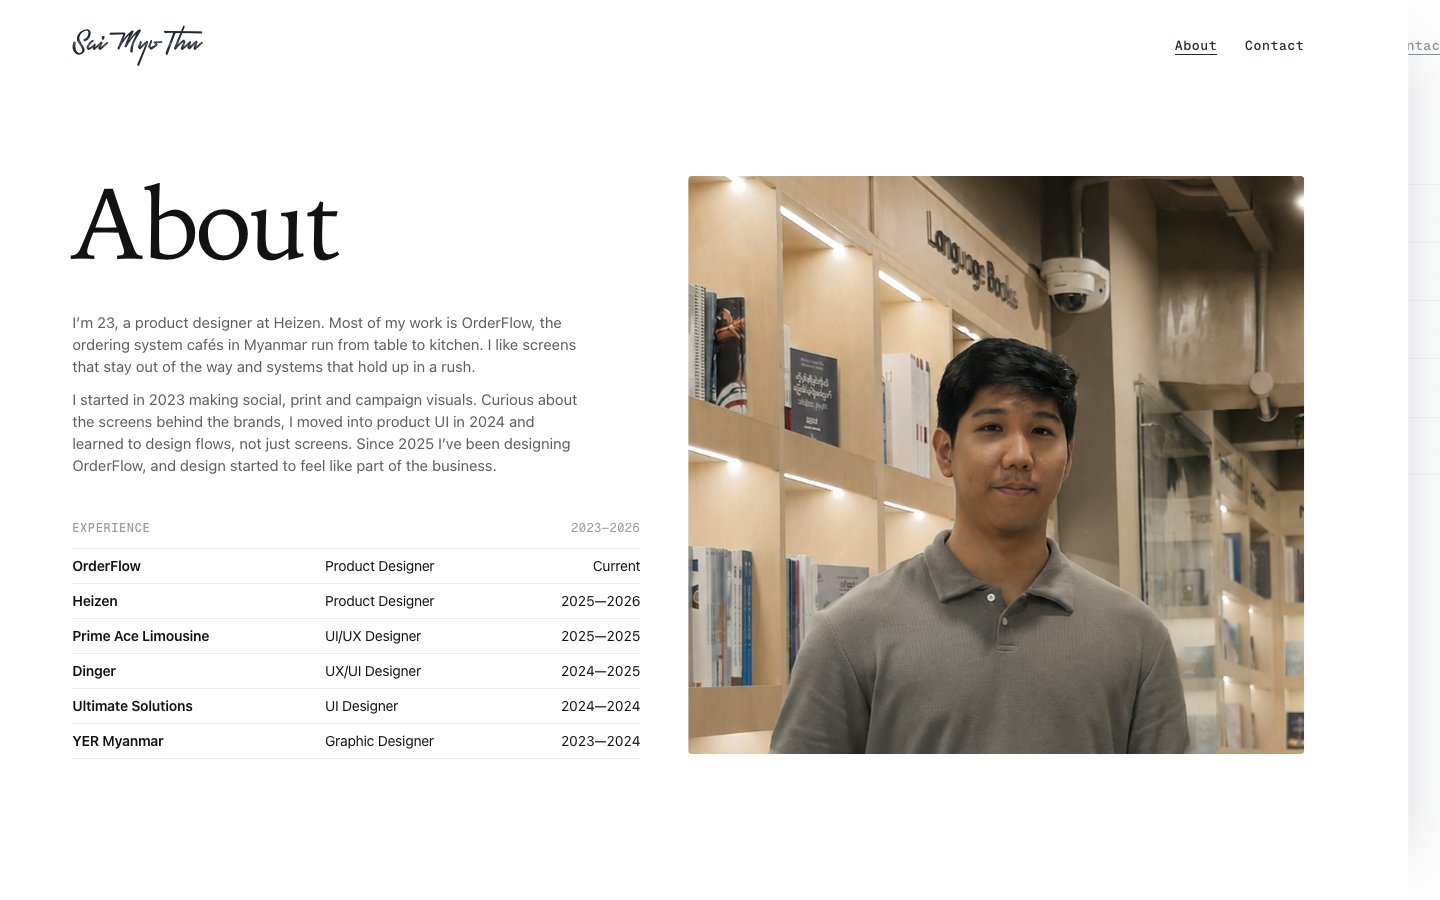 Sai Myo Thu
About
Contact
ntac
About
I’m 23, a product designer at Heizen. Most of my work is OrderFlow, the
ordering system cafés in Myanmar run from table to kitchen. I like screens
that stay out of the way and systems that hold up in a rush.
I started in 2023 making social, print and campaign visuals. Curious about
the screens behind the brands, I moved into product UI in 2024 and
learned to design flows, not just screens. Since 2025 I’ve been designing
OrderFlow, and design started to feel like part of the business.
EXPERIENCE 2023—2026
OrderFlow Product Designer Current
Heizen Product Designer 2025—2026
Prime Ace Limousine UI/UX Designer 2025—2025
Dinger UX/UI Designer 2024—2025
Ultimate Solutions UI Designer 2024—2024
YER Myanmar Graphic Designer 2023—2024
Language Books